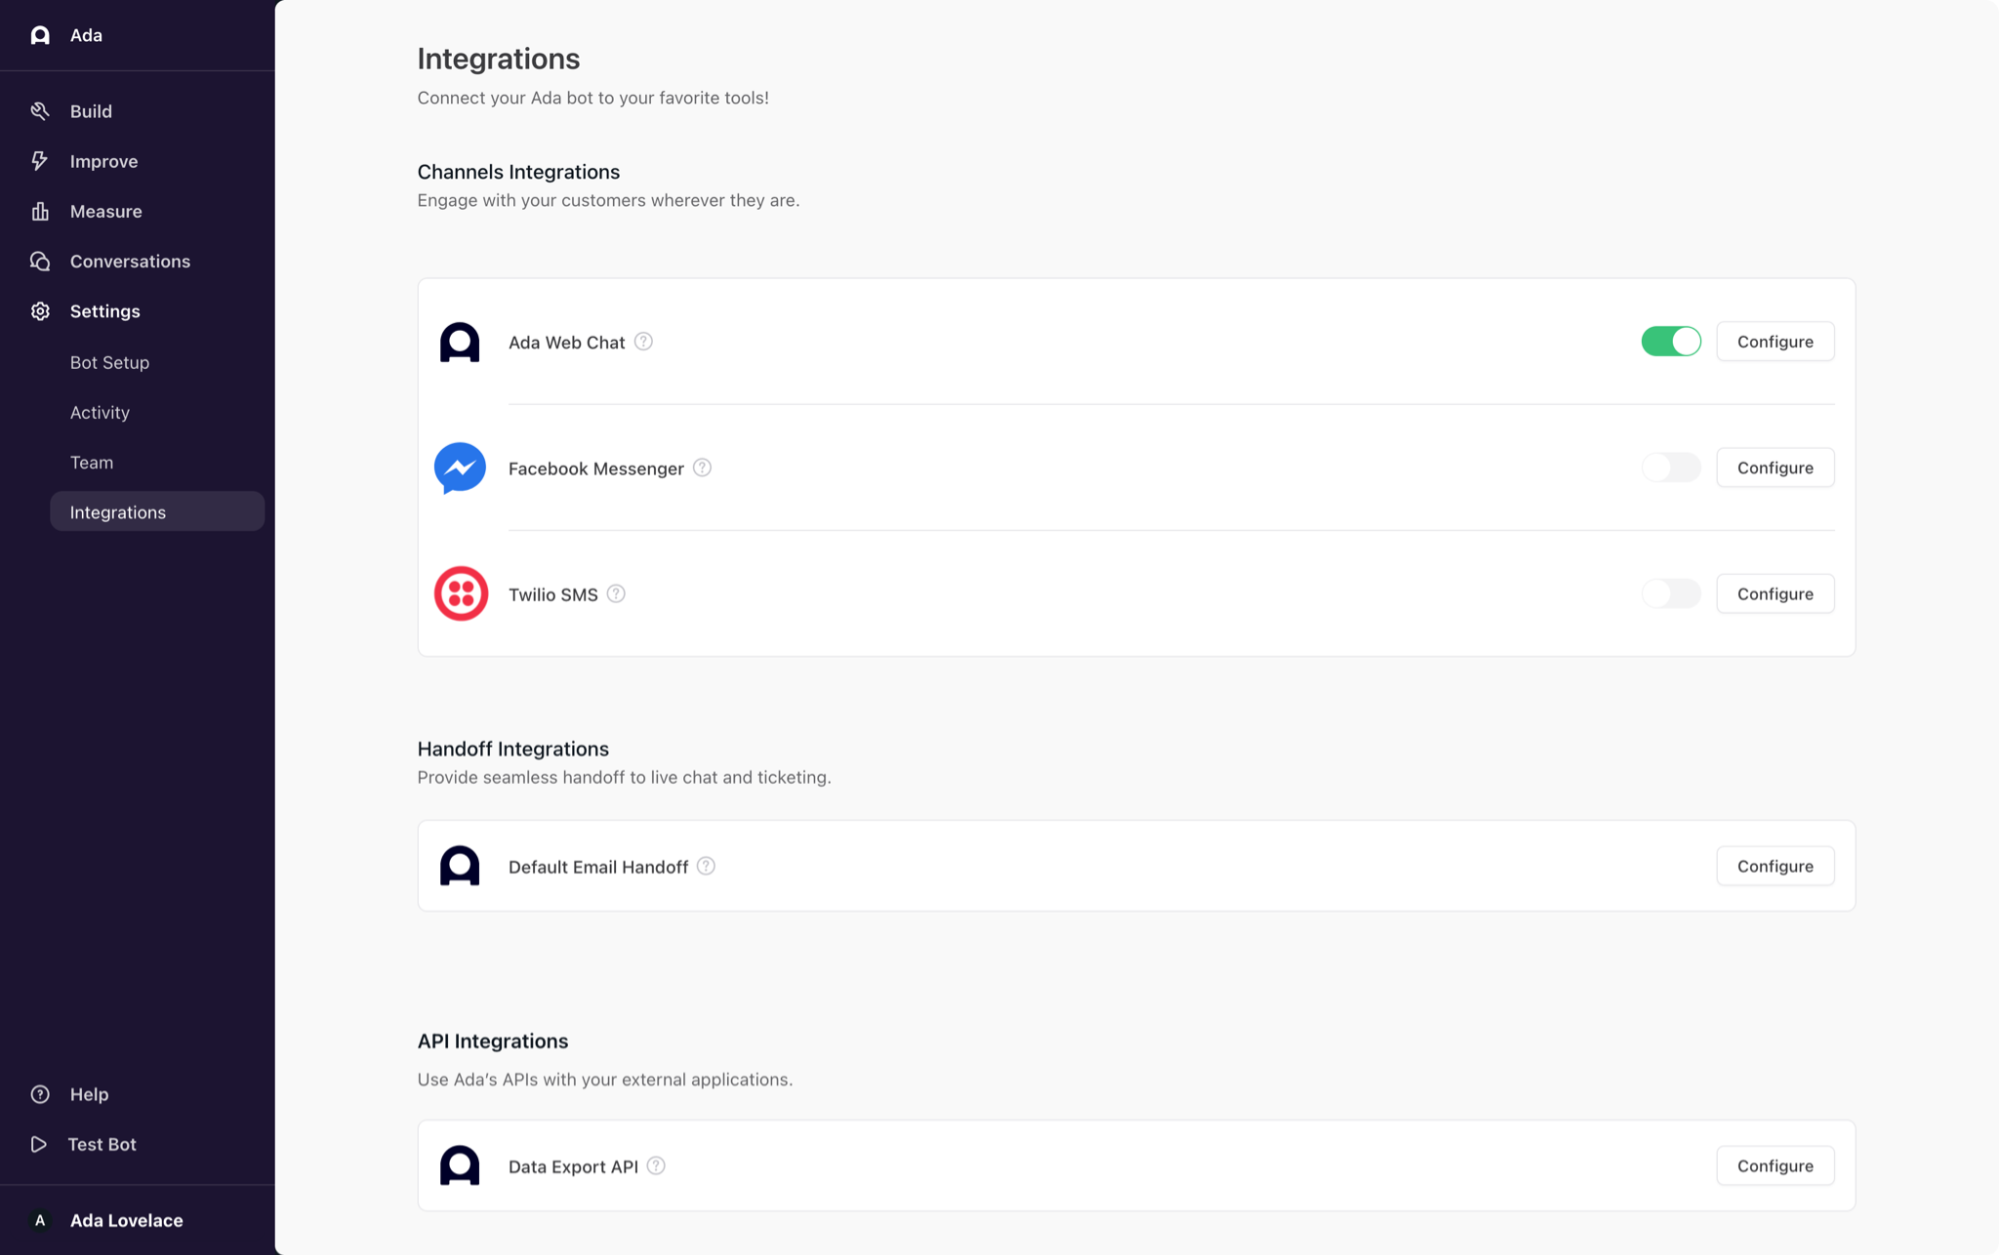 Ada
Build
Improve
Measure
Conversations
Settings
Bot Setup
Activity
Team
Integrations
Help
Test Bot
A Ada Lovelace
Integrations
Connect your Ada bot to your favorite tools!
Channels Integrations
Engage with your customers wherever they are.
Ada Web Chat ? Configure
Facebook Messenger ? Configure
Twilio SMS ? Configure
Handoff Integrations
Provide seamless handoff to live chat and ticketing.
Default Email Handoff ? Configure
API Integrations
Use Ada's APIs with your external applications.
Data Export API ? Configure